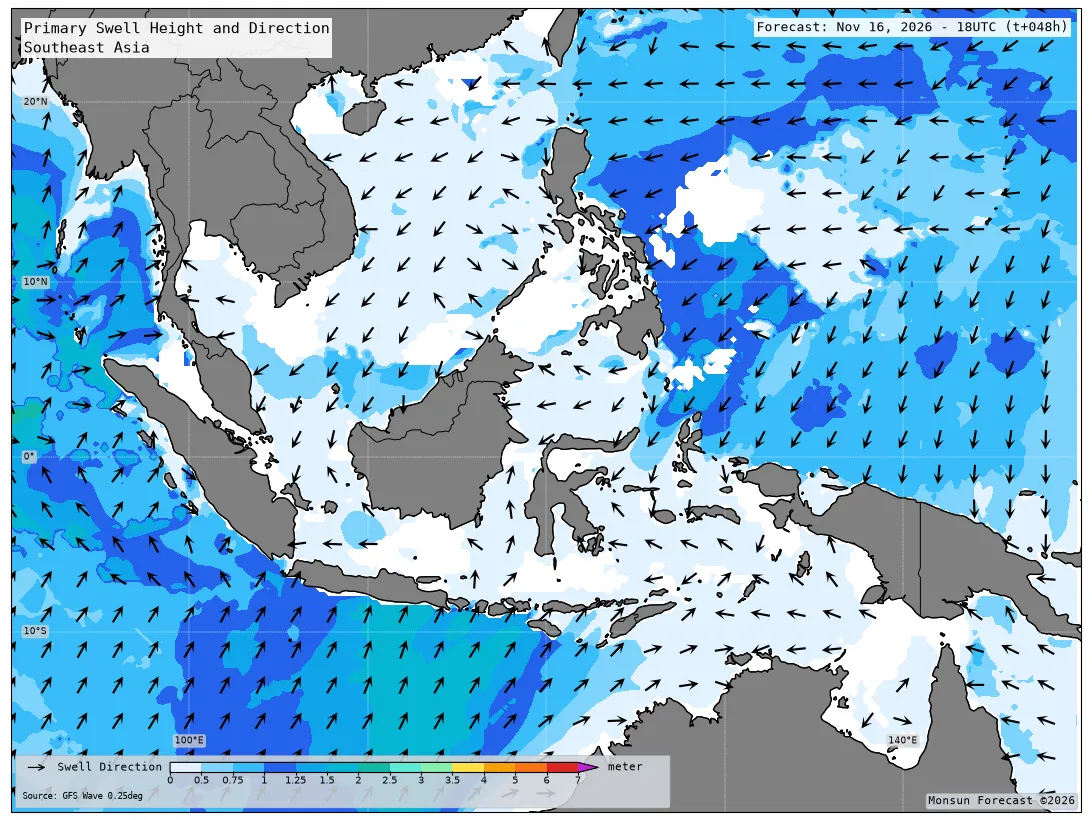 Primary Swell Height and Direction
Southeast Asia
Forecast: Nov 16, 2026 - 18UTC (t+048h)
20°N
10°N
0°
10°S
100°E
140°E
Swell Direction
0 0.5 0.75 1 1.25 1.5 2 2.5 3 3.5 4 5 6 7
meter
Source: GFS Wave 0.25deg
Monsun Forecast ©2026